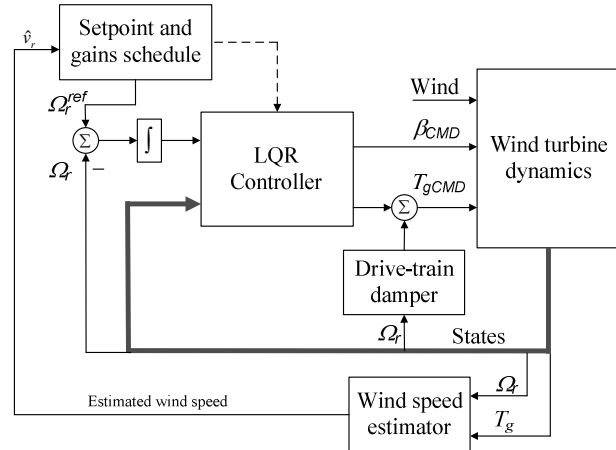 v̂r
Setpoint and
gains schedule
Ωr^ref
Σ
∫
Ωr
−
LQR
Controller
Wind
βCMD
TgCMD
Σ
Wind turbine
dynamics
Drive-train
damper
Ωr
States
Estimated wind speed
Wind speed
estimator
Ωr
Tg